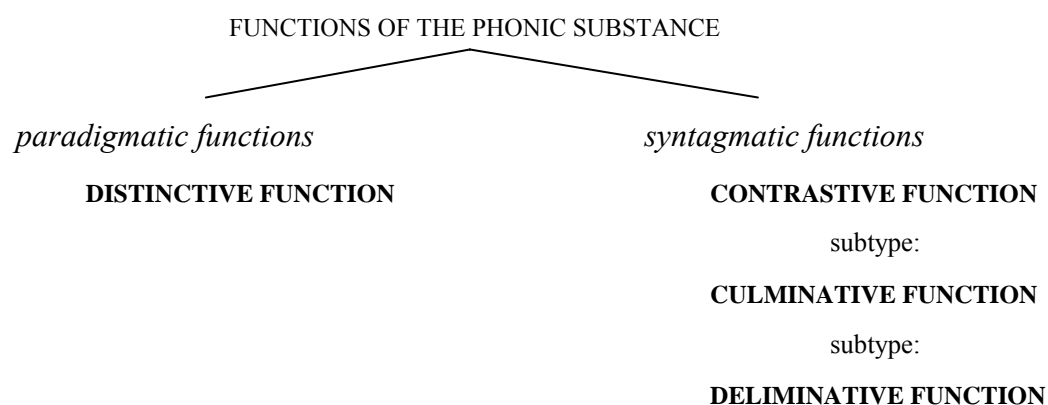 FUNCTIONS OF THE PHONIC SUBSTANCE
paradigmatic functions
syntagmatic functions
DISTINCTIVE FUNCTION
CONTRASTIVE FUNCTION
subtype:
CULMINATIVE FUNCTION
subtype:
DELIMINATIVE FUNCTION